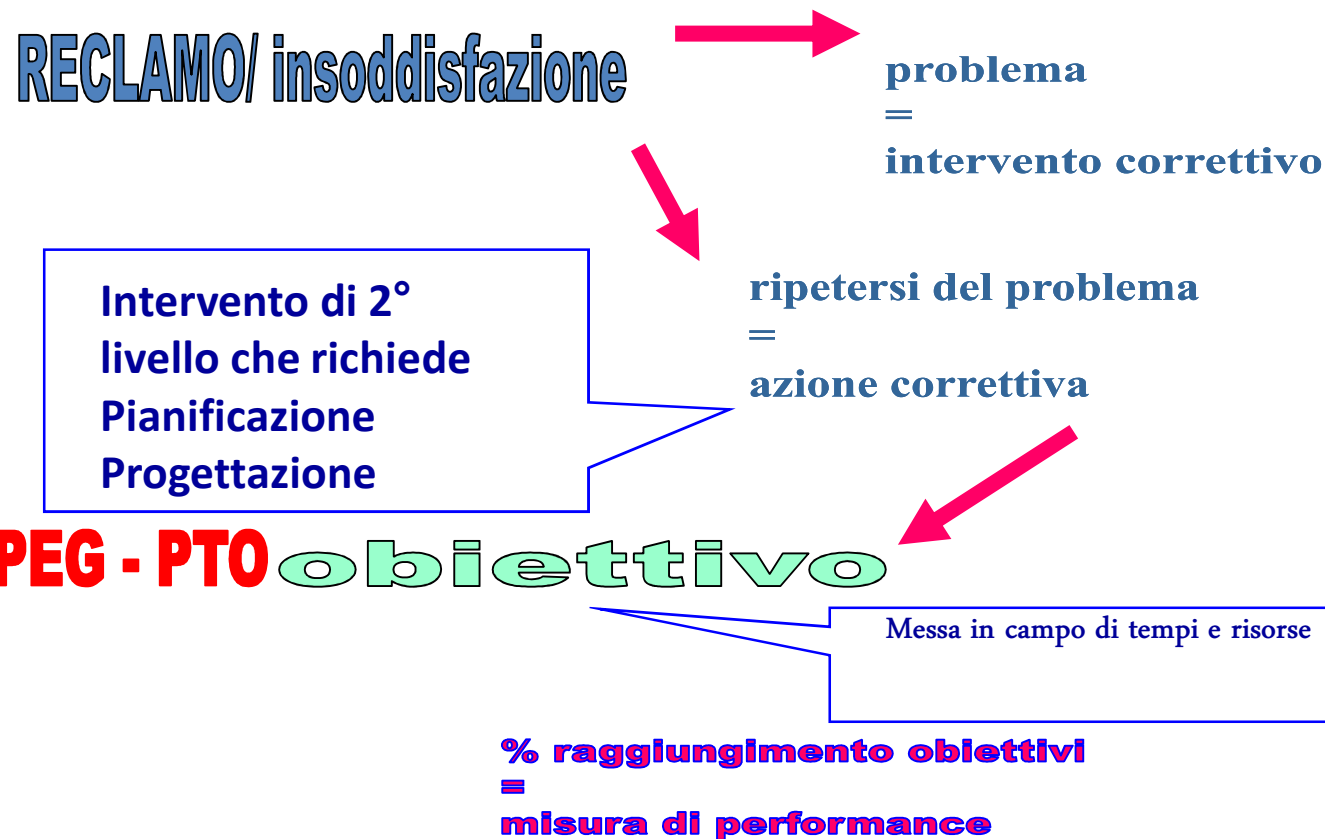 RECLAMO/ insoddisfazione
problema
=
intervento correttivo
Intervento di 2°
livello che richiede
Pianificazione
Progettazione
ripetersi del problema
=
azione correttiva
PEG - PTO obiettivo
Messa in campo di tempi e risorse
% raggiungimento obiettivi
=
misura di performance